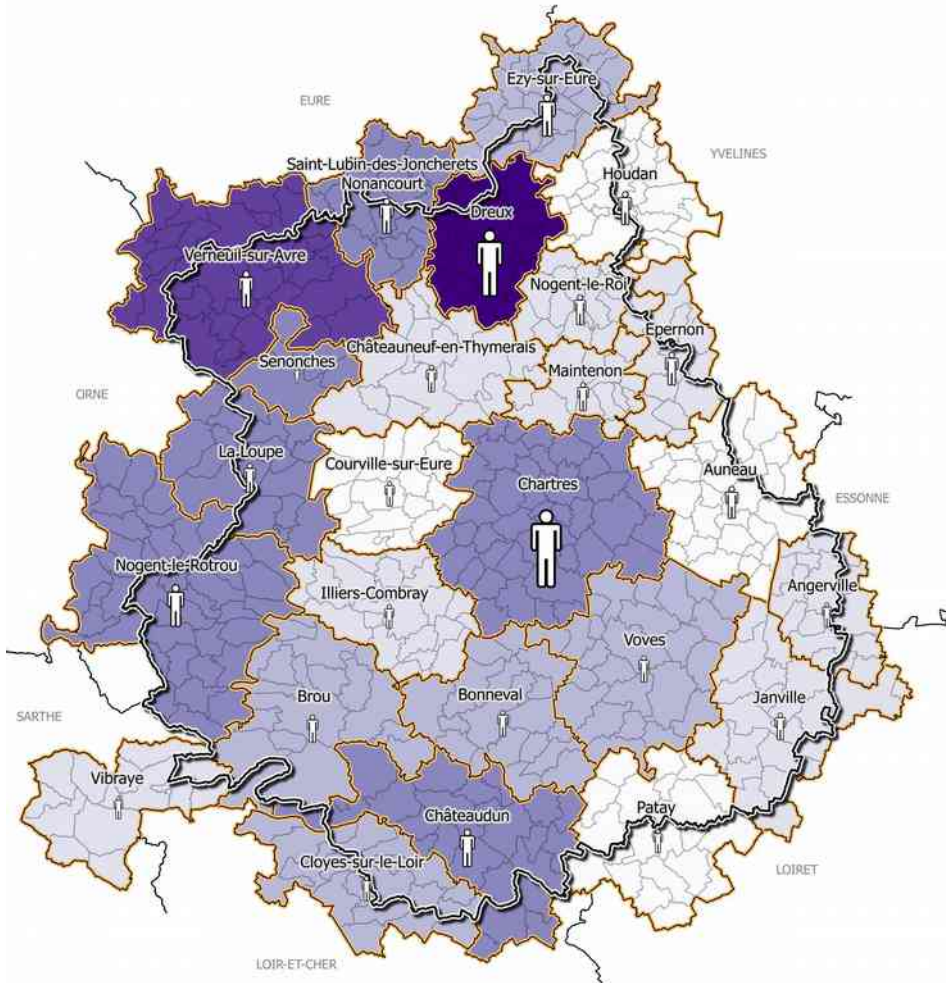 Ezy-sur-Eure
EURE
YVELINES
Saint-Lubin-des-Joncherets
Nonancourt
Houdan
Dreux
Verneuil-sur-Avre
Nogent-le-Roi
Epernon
Châteauneuf-en-Thymerais
Senonches
Maintenon
ORNE
La-Loupe
Courville-sur-Eure
Chartres
Auneau
ESSONNE
Nogent-le-Rotrou
Illiers-Combray
Angerville
Voves
Brou
Bonneval
Janville
SARTHE
Vibraye
Châteaudun
Patay
Cloyes-sur-le-Loir
LOIRET
LOIR-ET-CHER